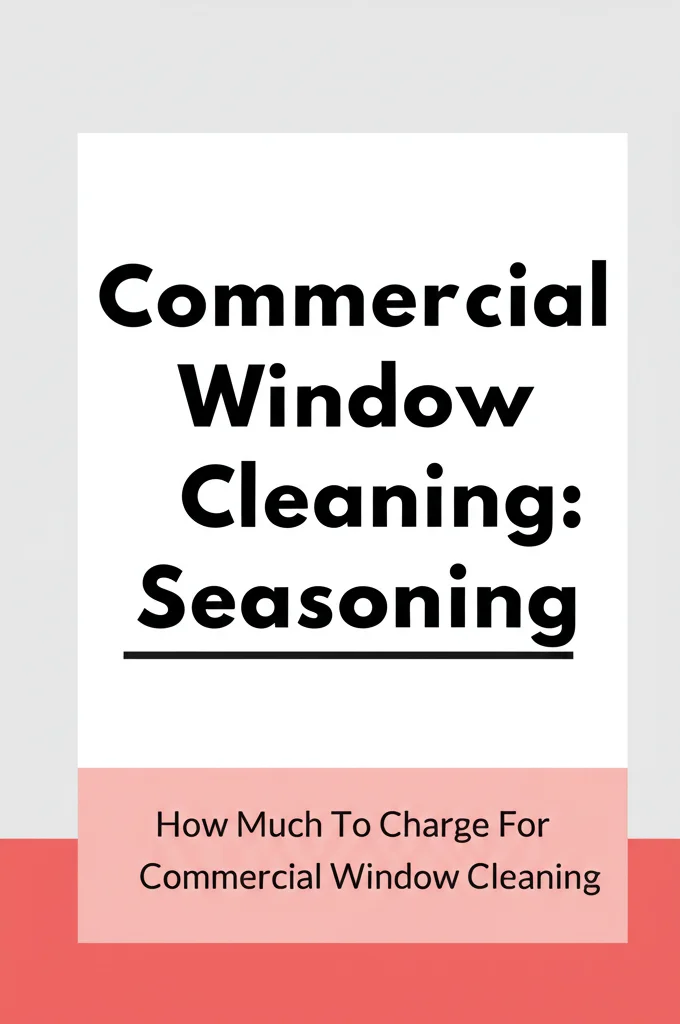 Commercial
Window
Cleaning:
Seasoning
How Much To Charge For
Commercial Window Cleaning